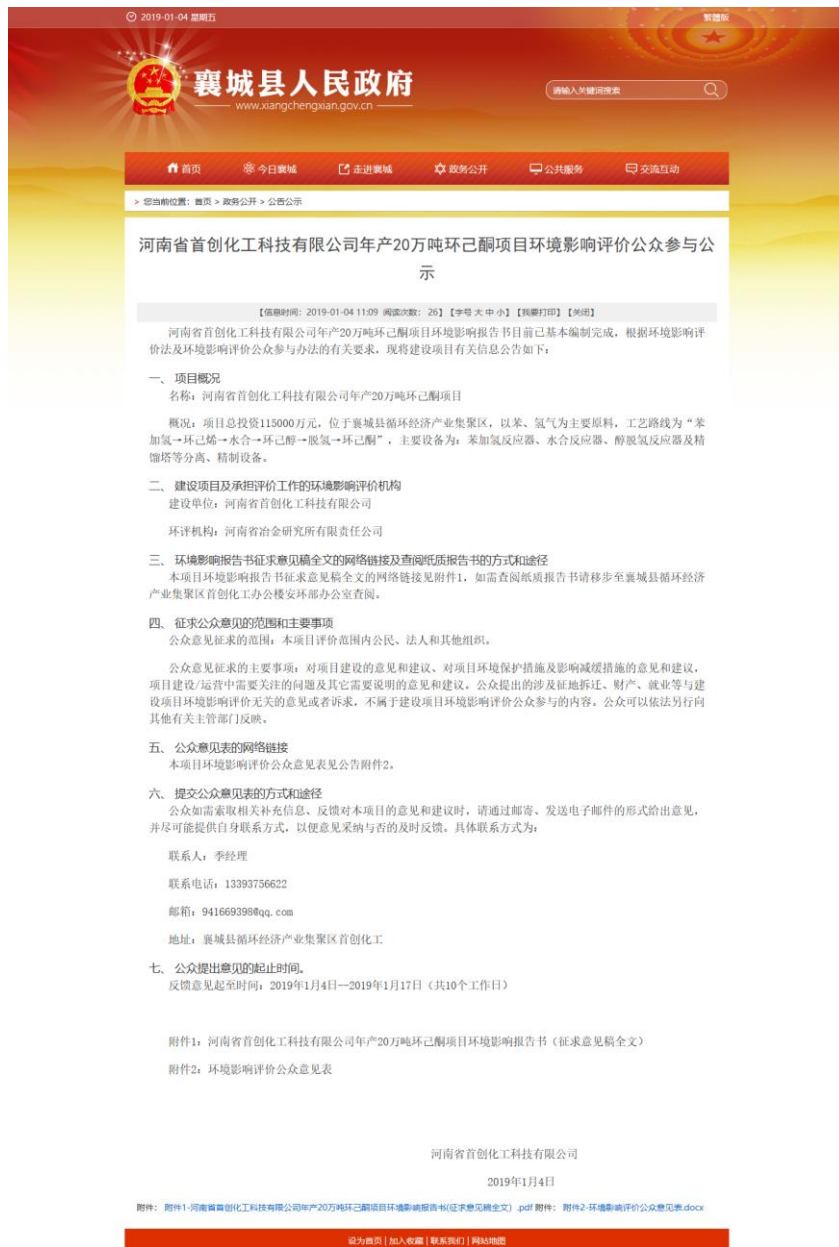 2019-01-04 星期五
繁體版
襄城县人民政府
www.xiangchengxian.gov.cn
请输入关键词搜索
首页 今日襄城 走进襄城 政务公开 公共服务 交流互动
> 您当前位置：首页 > 政务公开 > 公告公示
河南省首创化工科技有限公司年产20万吨环己酮项目环境影响评价公众参与公
示
【信息时间：2019-01-04 11:09 阅读次数： 26】【字号 大 中 小】【我要打印】【关闭】
河南省首创化工科技有限公司年产20万吨环己酮项目环境影响报告书目前已基本编制完成，根据环境影响评
价法及环境影响评价公众参与办法的有关要求，现将建设项目有关信息公告如下：
一、 项目概况
名称：河南省首创化工科技有限公司年产20万吨环己酮项目
概况：项目总投资115000万元，位于襄城县循环经济产业集聚区，以苯、氢气为主要原料，工艺路线为“苯
加氢→环己烯→水合→环己醇→脱氢→环己酮”，主要设备为：苯加氢反应器、水合反应器、醇脱氢反应器及精
馏塔等分离、精制设备。
二、 建设项目及承担评价工作的环境影响评价机构
建设单位：河南省首创化工科技有限公司
环评机构：河南省冶金研究所有限责任公司
三、 环境影响报告书征求意见稿全文的网络链接及查阅纸质报告书的方式和途径
本项目环境影响报告书征求意见稿全文的网络链接见附件1，如需查阅纸质报告书请移步至襄城县循环经济
产业集聚区首创化工办公楼安环部办公室查阅。
四、 征求公众意见的范围和主要事项
公众意见征求的范围：本项目评价范围内公民、法人和其他组织。
公众意见征求的主要事项：对项目建设的意见和建议、对项目环境保护措施及影响减缓措施的意见和建议，
项目建设/运营中需要关注的问题及其它需要说明的意见和建议。公众提出的涉及征地拆迁、财产、就业等与建
设项目环境影响评价无关的意见或者诉求，不属于建设项目环境影响评价公众参与的内容。公众可以依法另行向
其他有关主管部门反映。
五、 公众意见表的网络链接
本项目环境影响评价公众意见表见公告附件2。
六、 提交公众意见表的方式和途径
公众如需索取相关补充信息、反馈对本项目的意见和建议时，请通过邮寄、发送电子邮件的形式给出意见，
并尽可能提供自身联系方式，以便意见采纳与否的及时反馈。具体联系方式为：
联系人：季经理
联系电话：13393756622
邮箱：941669398@qq.com
地址：襄城县循环经济产业集聚区首创化工
七、 公众提出意见的起止时间。
反馈意见起至时间：2019年1月4日--2019年1月17日（共10个工作日）
附件1：河南省首创化工科技有限公司年产20万吨环己酮项目环境影响报告书（征求意见稿全文）
附件2：环境影响评价公众意见表
河南省首创化工科技有限公司
2019年1月4日
附件： 附件1-河南省首创化工科技有限公司年产20万吨环己酮项目环境影响报告书(征求意见稿全文）.pdf 附件： 附件2-环境影响评价公众意见表.docx
设为首页 | 加入收藏 | 联系我们 | 网站地图